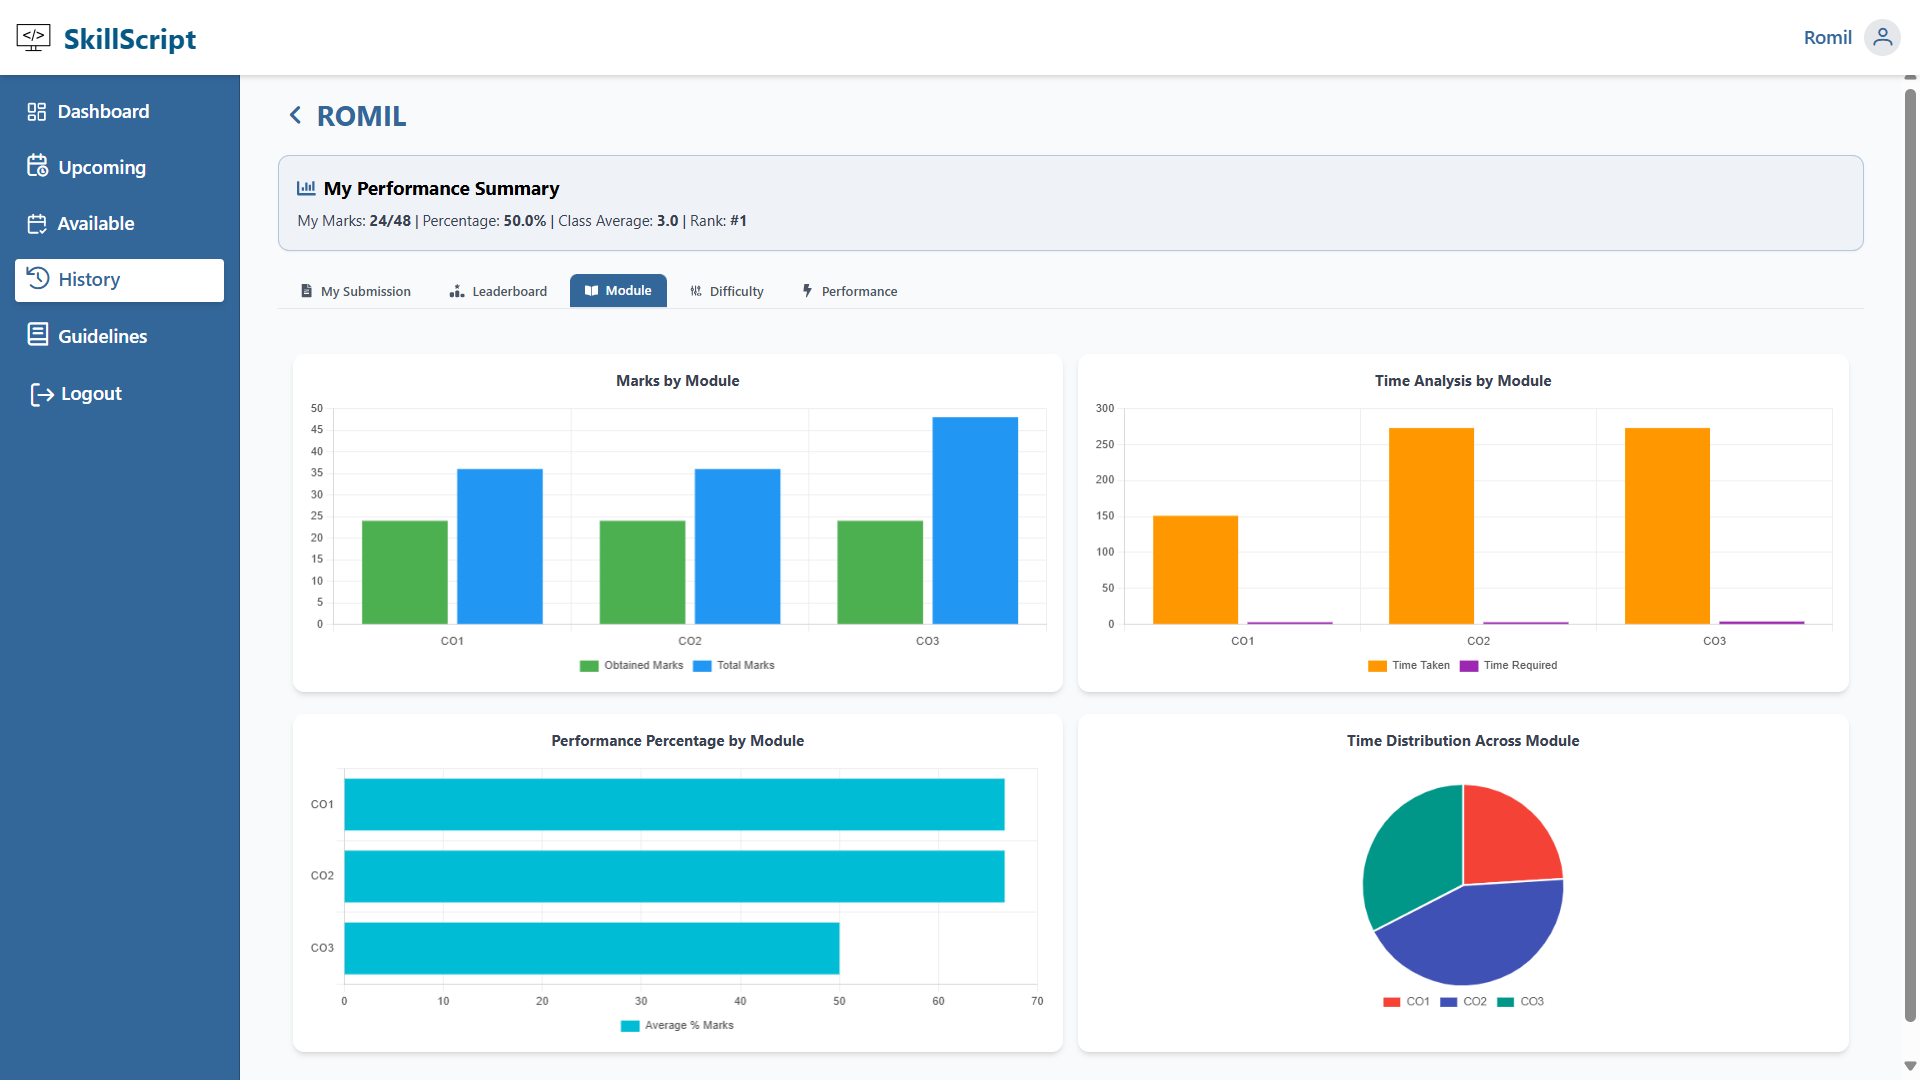 </> SkillScript
Romil
Dashboard
Upcoming
Available
History
Guidelines
Logout
ROMIL
My Performance Summary
My Marks: 24/48 | Percentage: 50.0% | Class Average: 3.0 | Rank: #1
My Submission Leaderboard Module Difficulty Performance
Marks by Module
50
45
40
35
30
25
20
15
10
5
0
CO1 CO2 CO3
Obtained Marks Total Marks
Time Analysis by Module
300
250
200
150
100
50
0
CO1 CO2 CO3
Time Taken Time Required
Performance Percentage by Module
CO1
CO2
CO3
0 10 20 30 40 50 60 70
Average % Marks
Time Distribution Across Module
CO1 CO2 CO3